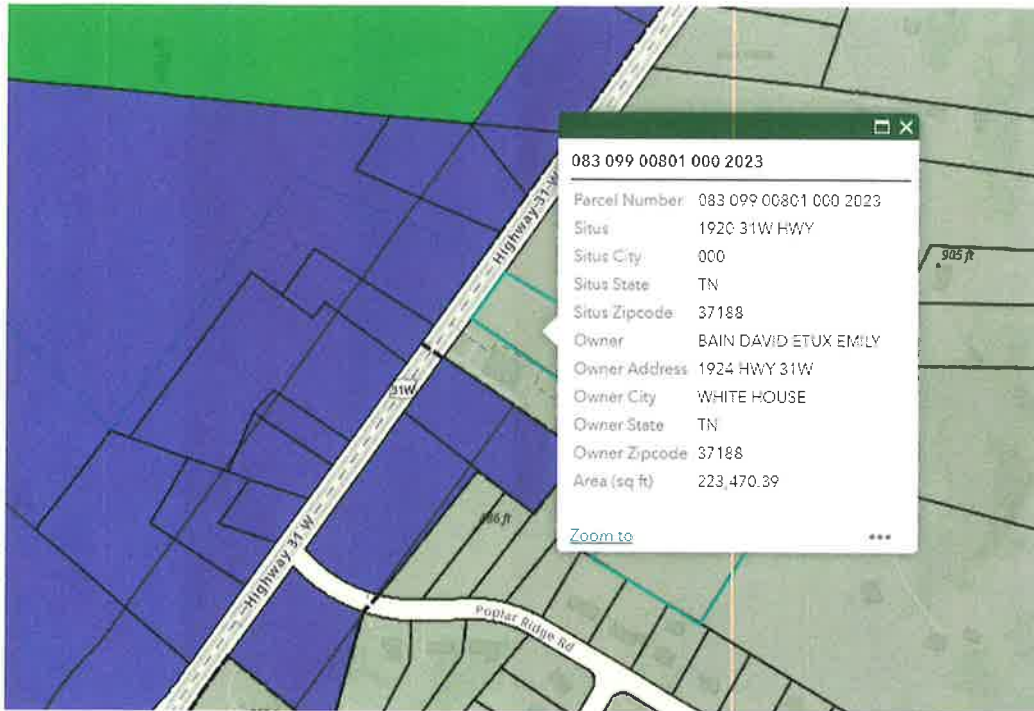 Highway 31-W
083 099 00801 000 2023
Parcel Number 083 099 00801 000 2023
Situs 1920 31W HWY
Situs City 000
Situs State TN
Situs Zipcode 37188
Owner BAIN DAVID ETUX EMILY
Owner Address 1924 HWY 31W
Owner City WHITE HOUSE
Owner State TN
Owner Zipcode 37188
Area (sq ft) 223,470.39
Zoom to
905 ft
31W
Highway 31 W
Poplar Ridge Rd